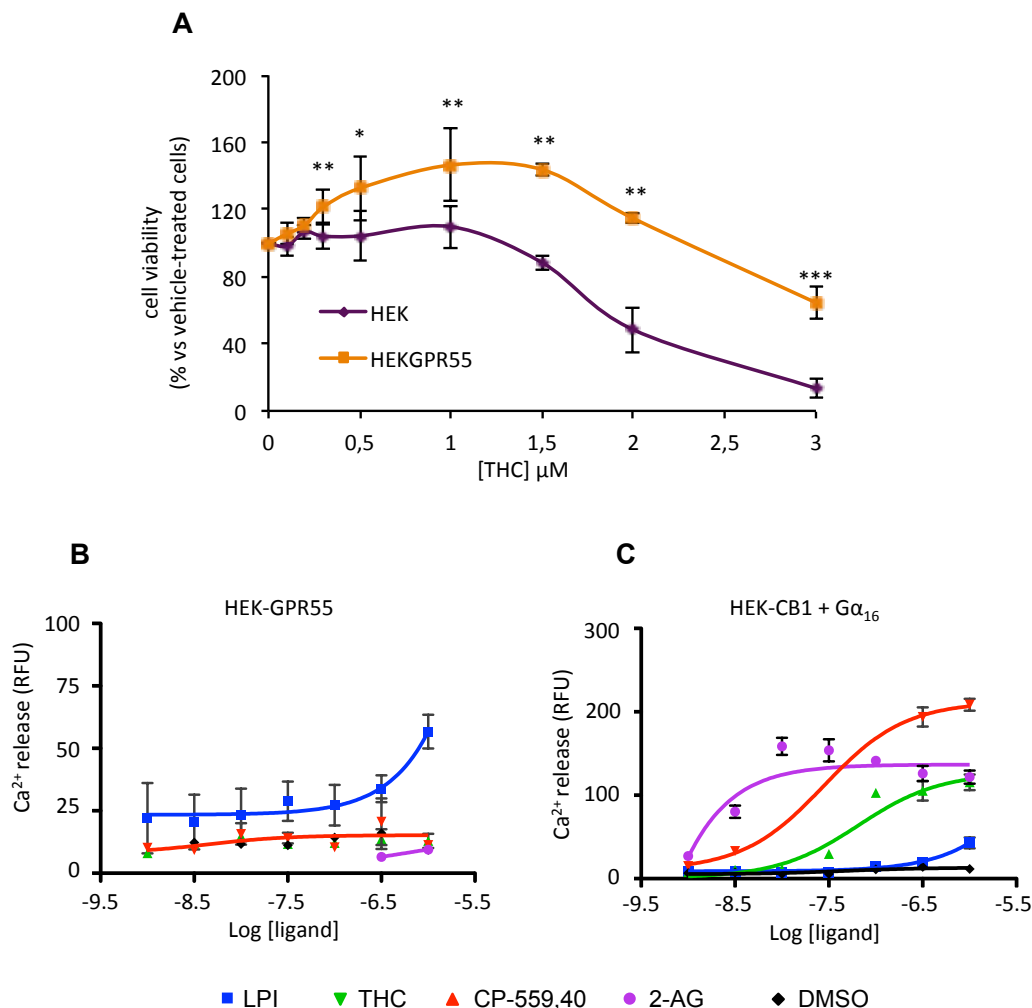 A
200
160
120
80
40
0
cell viability
(% vs vehicle-treated cells)
** * ** ** ** ***
HEK
HEKGPR55
0 0,5 1 1,5 2 2,5 3
[THC] μM
B
HEK-GPR55
100
75
50
25
0
Ca²⁺ release (RFU)
-9.5 -8.5 -7.5 -6.5 -5.5
Log [ligand]
C
HEK-CB1 + Gα₁₆
300
200
100
0
Ca²⁺ release (RFU)
-9.5 -8.5 -7.5 -6.5 -5.5
Log [ligand]
LPI THC CP-559,40 2-AG DMSO